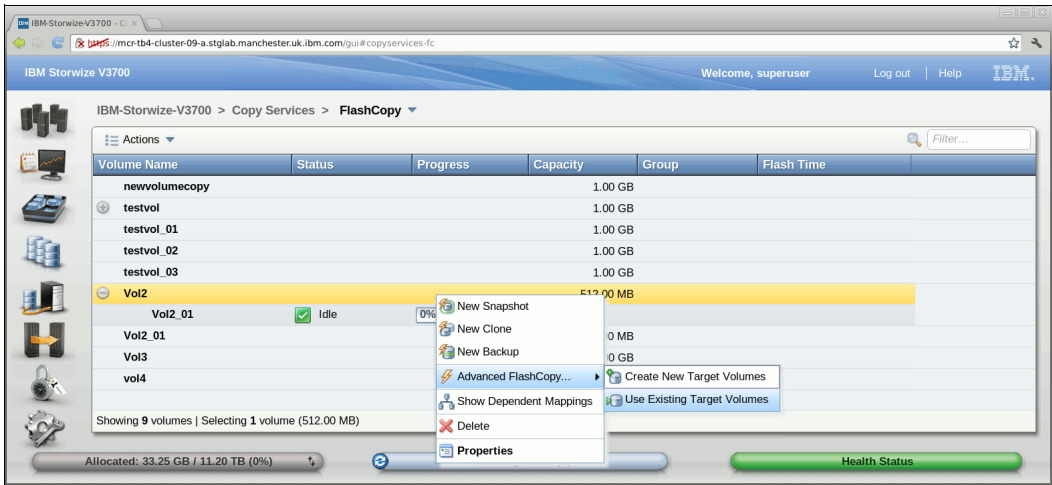 IBM-Storwize-V3700 - C
https://mcr-tb4-cluster-09-a.stglab.manchester.uk.ibm.com/gui#copyservices-fc
IBM Storwize V3700 Welcome, superuser Log out | Help IBM.
IBM-Storwize-V3700 > Copy Services > FlashCopy
Actions Filter...
Volume Name Status Progress Capacity Group Flash Time
newvolumecopy 1.00 GB
testvol 1.00 GB
testvol_01 1.00 GB
testvol_02 1.00 GB
testvol_03 1.00 GB
Vol2 512.00 MB
Vol2_01 Idle 0%
Vol2_01 0 MB
Vol3 0 GB
vol4
New Snapshot
New Clone
New Backup
Advanced FlashCopy...
Show Dependent Mappings
Delete
Properties
Create New Target Volumes
Use Existing Target Volumes
Showing 9 volumes | Selecting 1 volume (512.00 MB)
Allocated: 33.25 GB / 11.20 TB (0%) Health Status